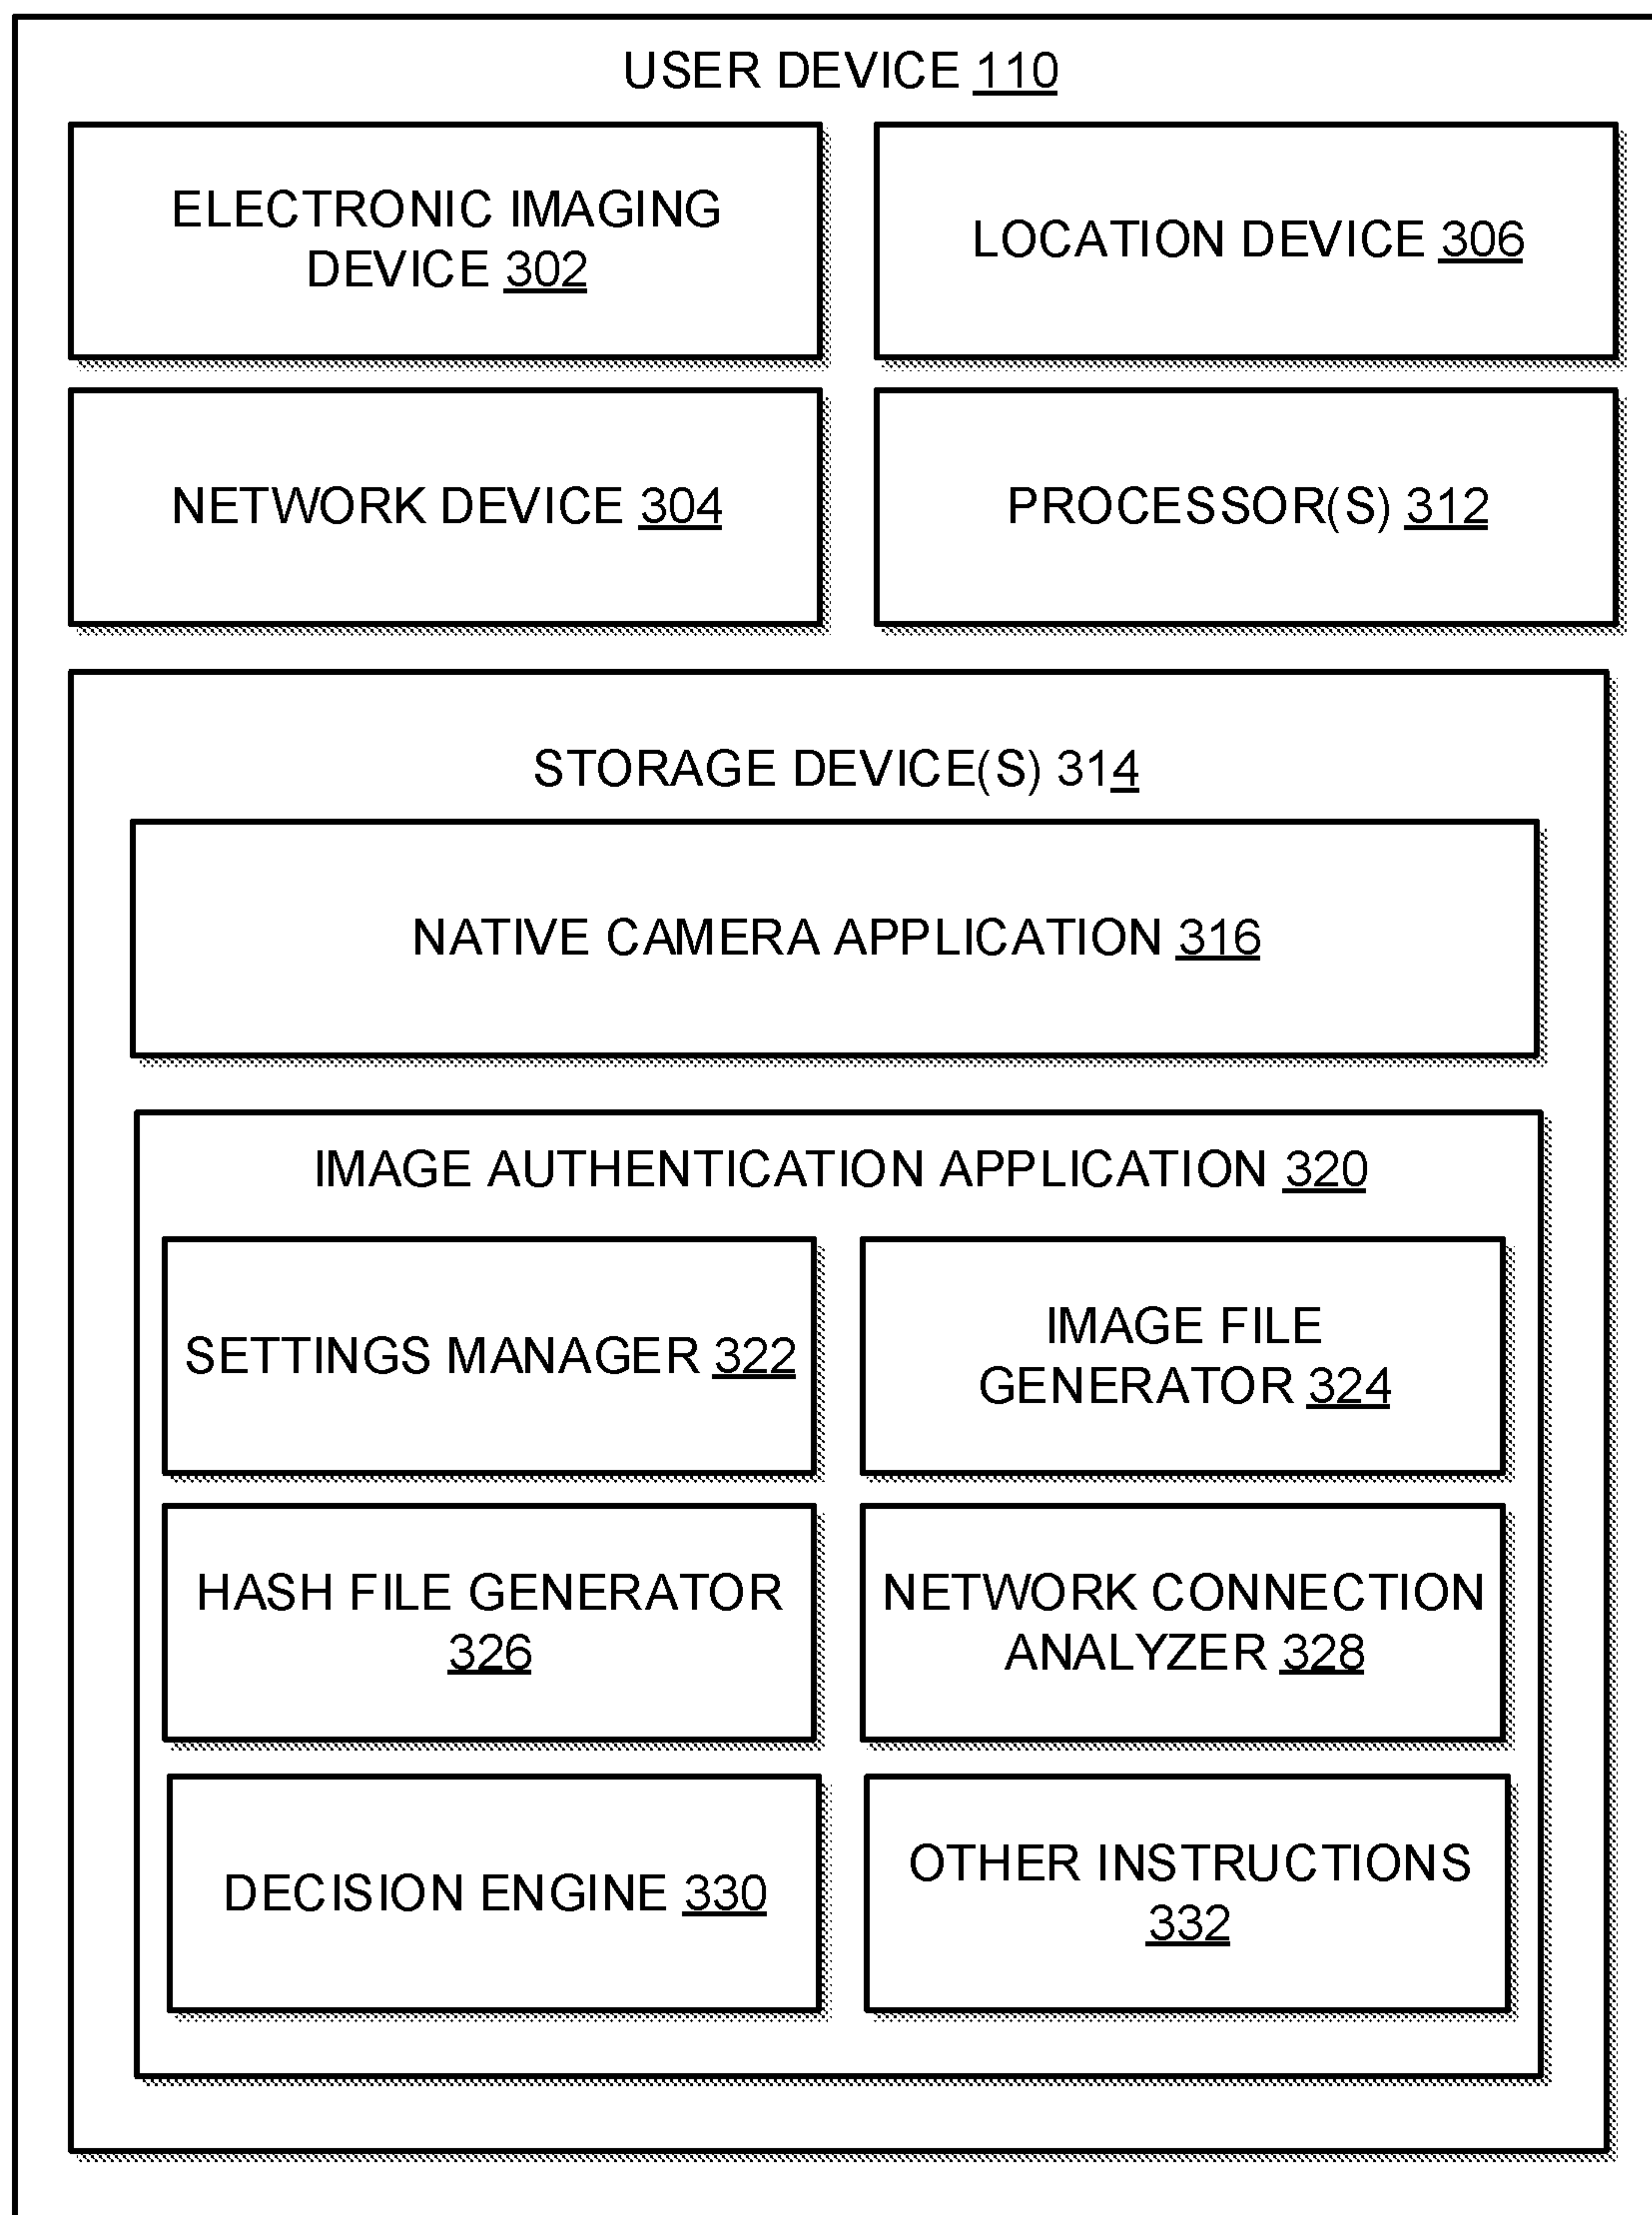 USER DEVICE 110
ELECTRONIC IMAGING
DEVICE 302
LOCATION DEVICE 306
NETWORK DEVICE 304
PROCESSOR(S) 312
STORAGE DEVICE(S) 314
NATIVE CAMERA APPLICATION 316
IMAGE AUTHENTICATION APPLICATION 320
SETTINGS MANAGER 322
IMAGE FILE
GENERATOR 324
HASH FILE GENERATOR
326
NETWORK CONNECTION
ANALYZER 328
DECISION ENGINE 330
OTHER INSTRUCTIONS
332